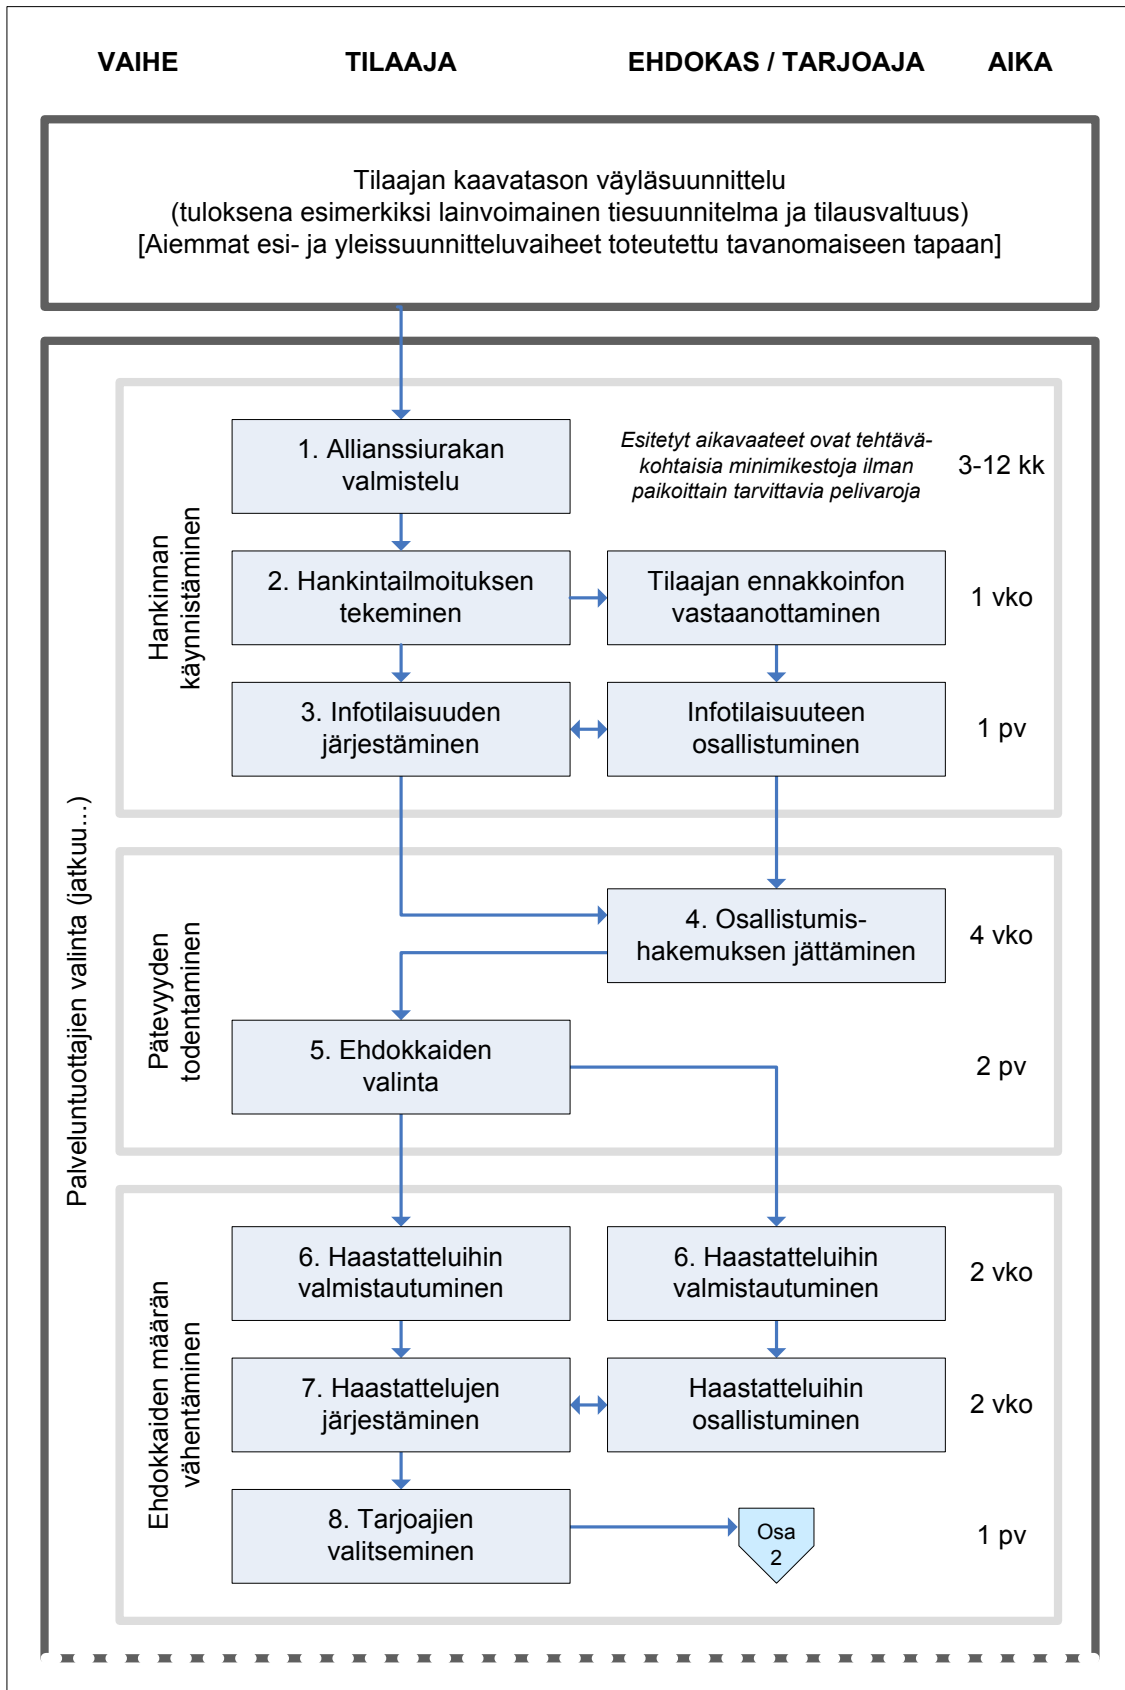 VAIHE
TILAAJA
EHDOKAS / TARJOAJA
AIKA
Tilaajan kaavatason väyläsuunnittelu
(tuloksena esimerkiksi lainvoimainen tiesuunnitelma ja tilausvaltuus)
[Aiemmat esi- ja yleissuunnitteluvaiheet toteutettu tavanomaiseen tapaan]
Palveluntuottajien valinta (jatkuu...)
Hankinnan
käynnistäminen
1. Allianssiurakan
valmistelu
Esitetyt aikavaateet ovat tehtävä-
kohtaisia minimikestoja ilman
paikoittain tarvittavia pelivaroja
3-12 kk
2. Hankintailmoituksen
tekeminen
Tilaajan ennakkoinfon
vastaanottaminen
1 vko
3. Infotilaisuuden
järjestäminen
Infotilaisuuteen
osallistuminen
1 pv
Pätevyyden
todentaminen
4. Osallistumis-
hakemuksen jättäminen
4 vko
5. Ehdokkaiden
valinta
2 pv
Ehdokkaiden määrän
vähentäminen
6. Haastatteluihin
valmistautuminen
6. Haastatteluihin
valmistautuminen
2 vko
7. Haastattelujen
järjestäminen
Haastatteluihin
osallistuminen
2 vko
8. Tarjoajien
valitseminen
Osa
2
1 pv